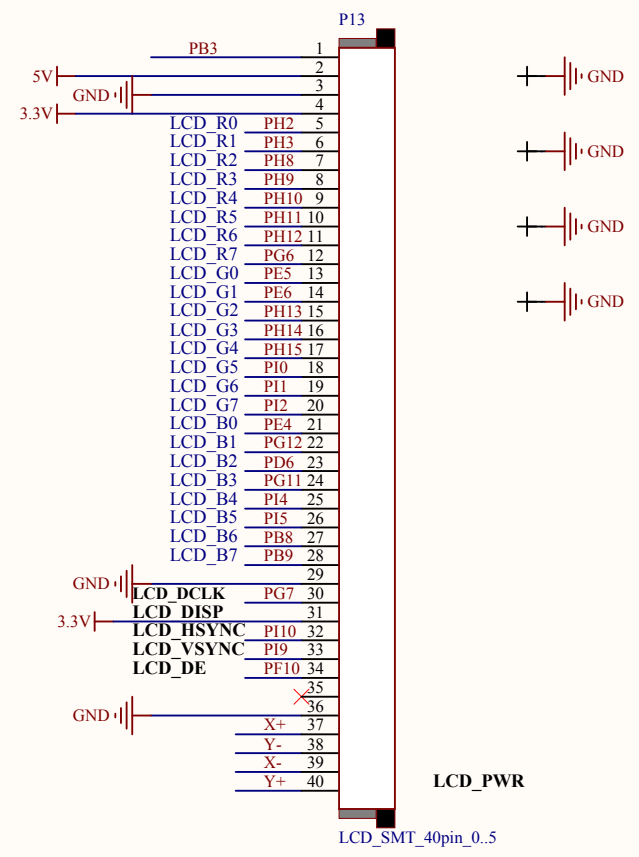 P13
PB3 1
5V 2
GND 3
3.3V 4
LCD_R0 PH2 5
LCD_R1 PH3 6
LCD_R2 PH8 7
LCD_R3 PH9 8
LCD_R4 PH10 9
LCD_R5 PH11 10
LCD_R6 PH12 11
LCD_R7 PG6 12
LCD_G0 PE5 13
LCD_G1 PE6 14
LCD_G2 PH13 15
LCD_G3 PH14 16
LCD_G4 PH15 17
LCD_G5 PI0 18
LCD_G6 PI1 19
LCD_G7 PI2 20
LCD_B0 PE4 21
LCD_B1 PG12 22
LCD_B2 PD6 23
LCD_B3 PG11 24
LCD_B4 PI4 25
LCD_B5 PI5 26
LCD_B6 PB8 27
LCD_B7 PB9 28
GND 29
LCD_DCLK PG7 30
3.3V LCD_DISP 31
LCD_HSYNC PI10 32
LCD_VSYNC PI9 33
LCD_DE PF10 34
35
GND 36
X+ 37
Y- 38
X- 39
Y+ 40
LCD_PWR
LCD_SMT_40pin_0..5
GND
GND
GND
GND